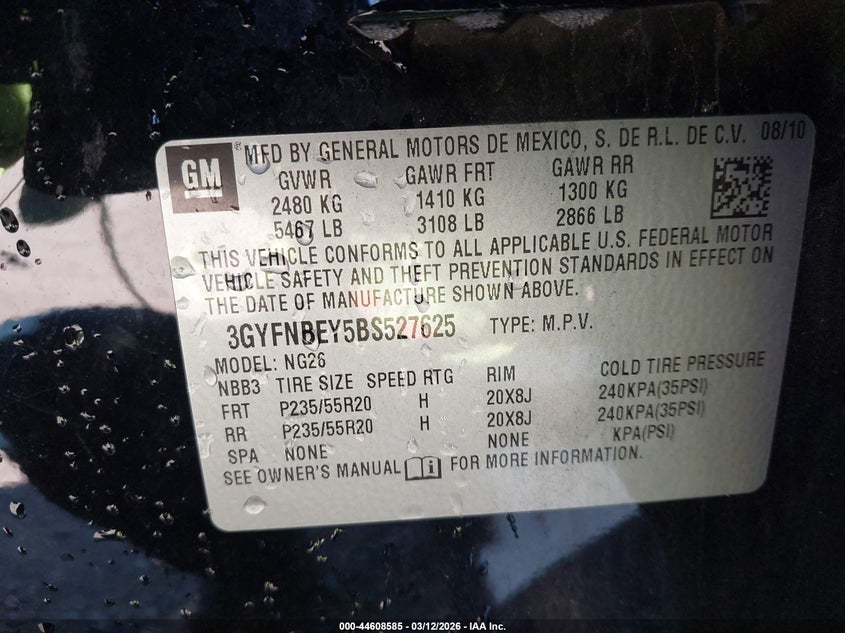 GM
® MFD BY GENERAL MOTORS DE MEXICO, S. DE R.L. DE C.V. 08/10
GVWR GAWR FRT GAWR RR
2480 KG 1410 KG 1300 KG
5467 LB 3108 LB 2866 LB
THIS VEHICLE CONFORMS TO ALL APPLICABLE U.S. FEDERAL MOTOR
VEHICLE SAFETY AND THEFT PREVENTION STANDARDS IN EFFECT ON
THE DATE OF MANUFACTURE SHOWN ABOVE.
3GYFNBEY5BS527625 TYPE: M.P.V.
MODEL: NG26
NBB3 TIRE SIZE SPEED RTG RIM COLD TIRE PRESSURE
FRT P235/55R20 H 20X8J 240KPA(35PSI)
RR P235/55R20 H 20X8J 240KPA(35PSI)
SPA NONE NONE KPA(PSI)
SEE OWNER'S MANUAL FOR MORE INFORMATION.
000-44608585 - 03/12/2026 - IAA Inc.